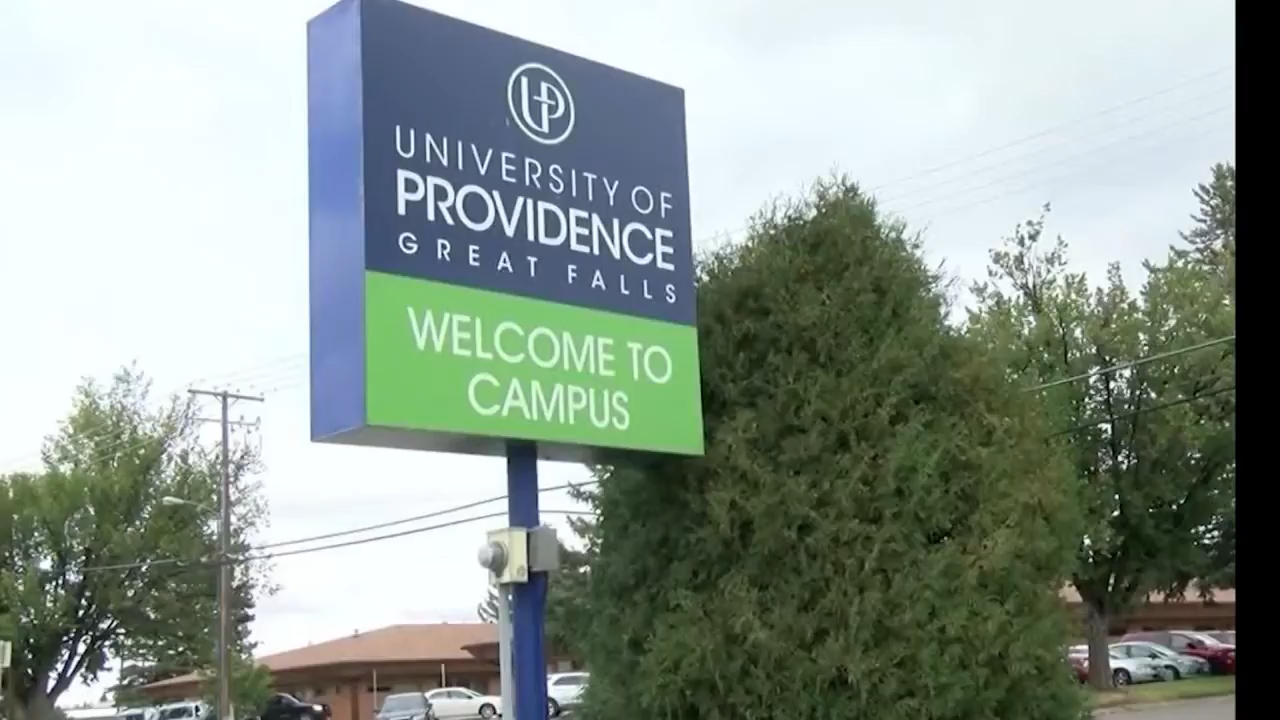 UP
UNIVERSITY OF
PROVIDENCE
GREAT FALLS
WELCOME TO
CAMPUS